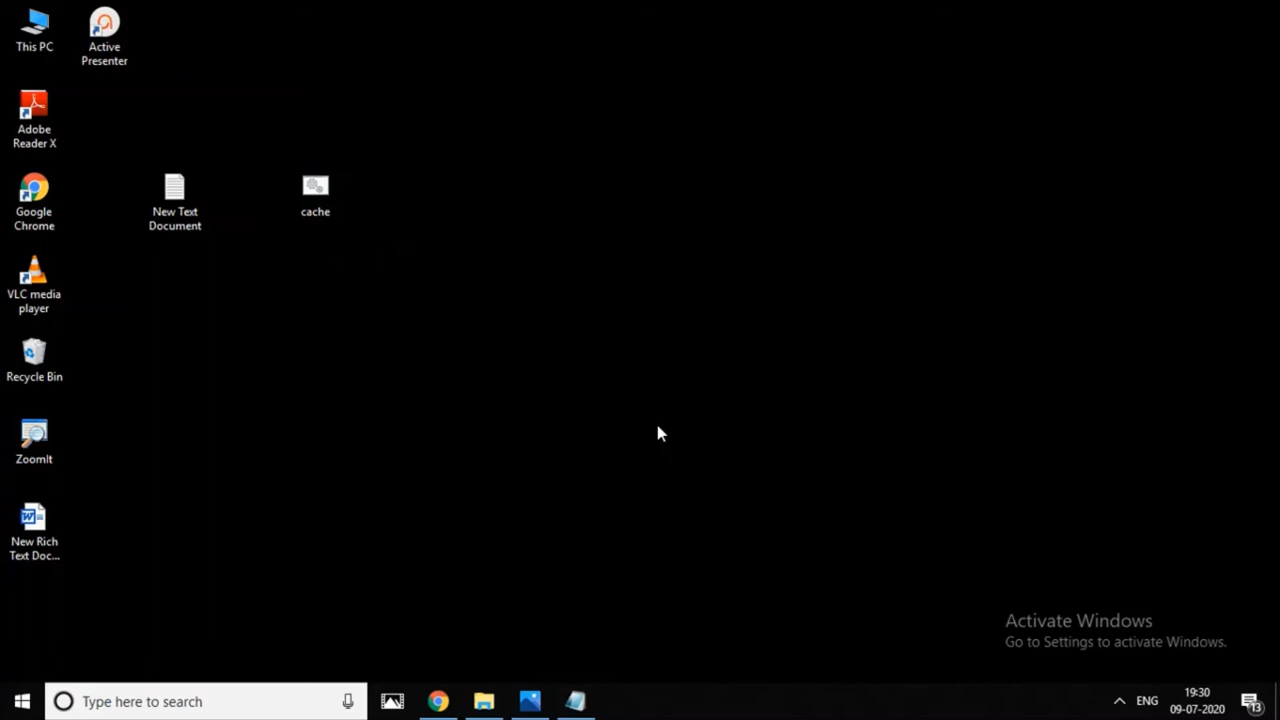 This PC
Active
Presenter
Adobe
Reader X
Google
Chrome
New Text
Document
cache
VLC media
player
Recycle Bin
ZoomIt
New Rich
Text Doc...
Activate Windows
Go to Settings to activate Windows.
Type here to search
ENG
19:30
09-07-2020
13